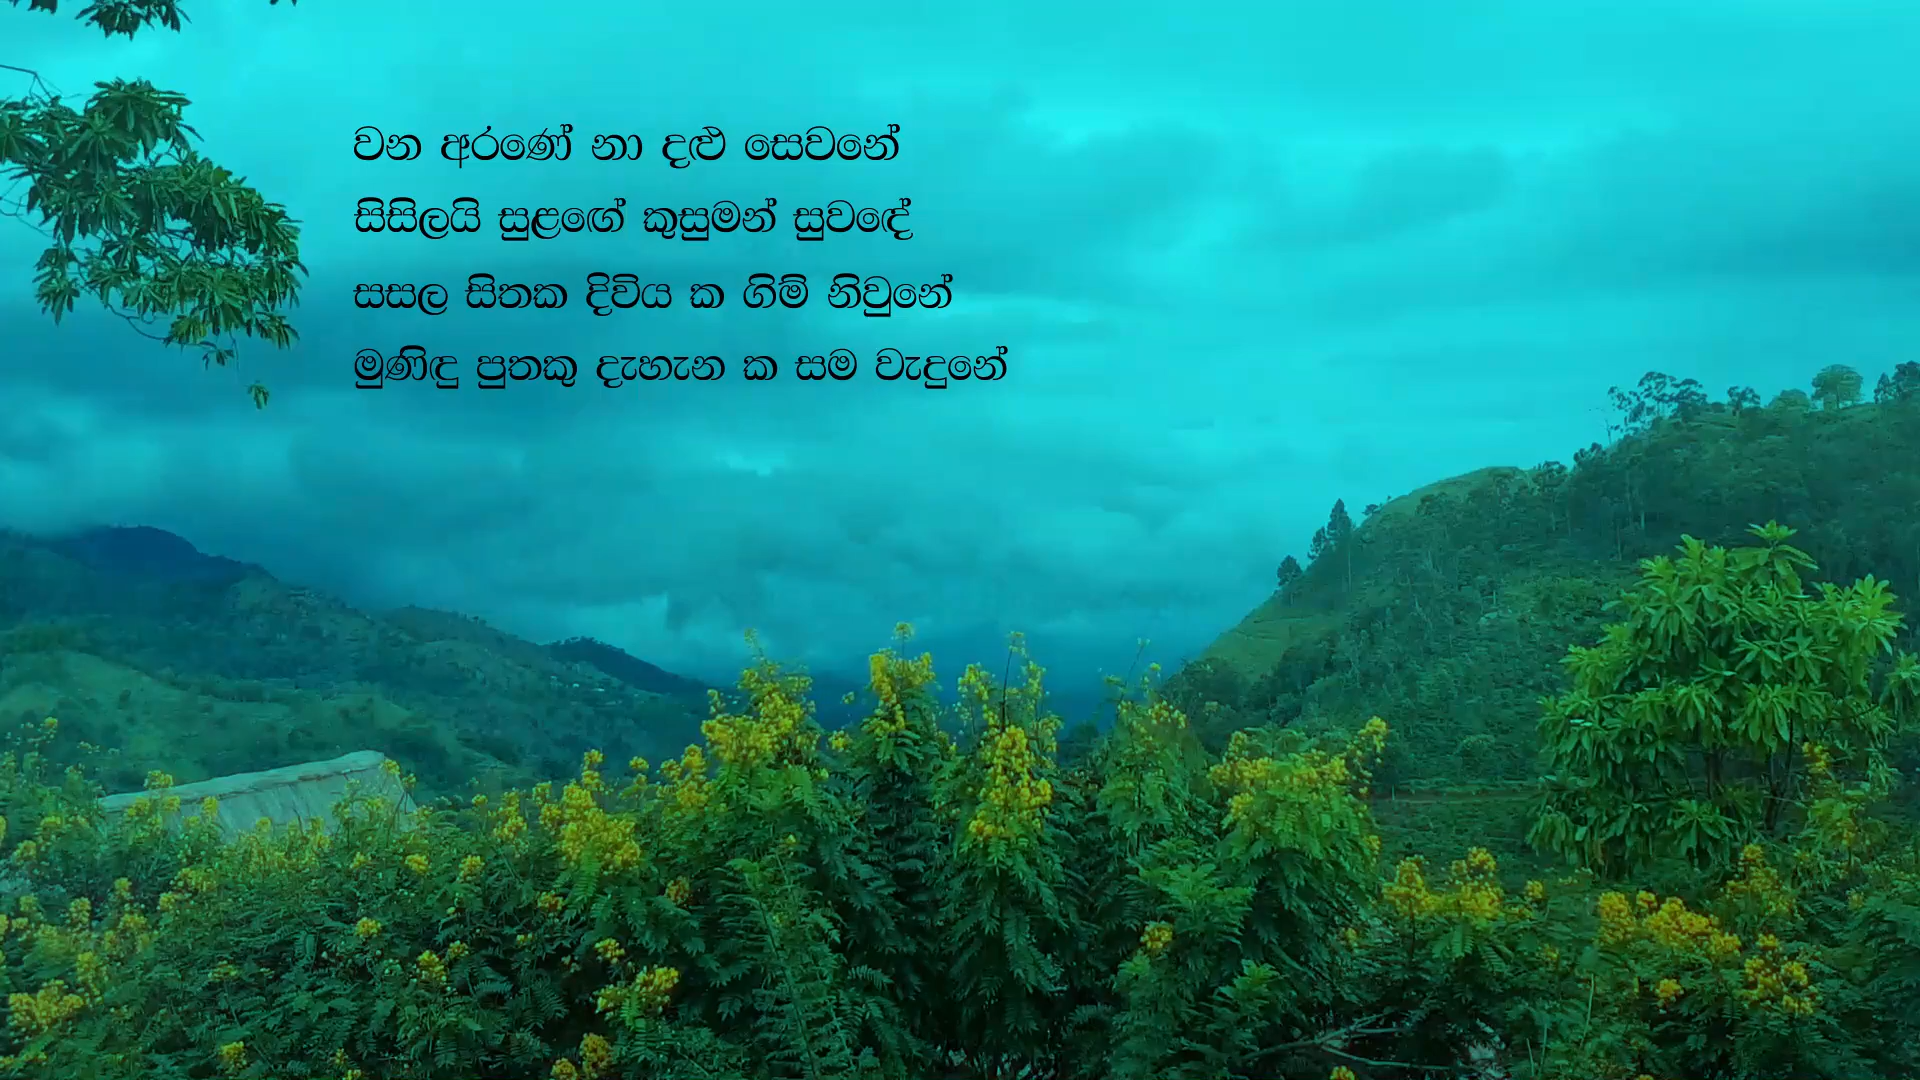 වන අරණේ නා දළු සෙවනේ
සිසිලයි සුළඟේ කුසුමන් සුවඳේ
සසල සිතක දිවිය ක ගිම් නිවුනේ
මුණිඳු පුතකු දැහැන ක සම වැදුනේ